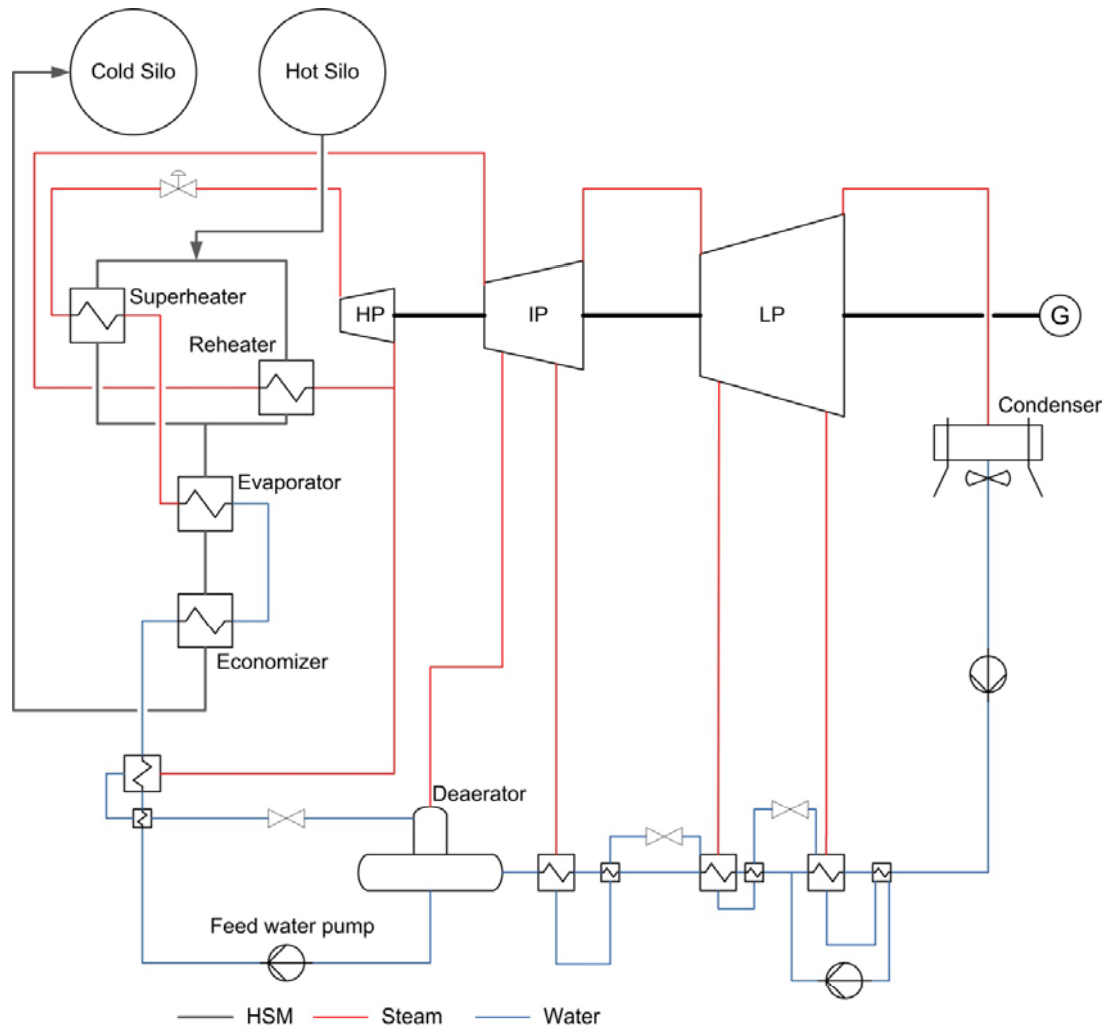 Cold Silo
Hot Silo
Superheater
HP
IP
LP
G
Reheater
Condenser
Evaporator
Economizer
Deaerator
Feed water pump
HSM
Steam
Water